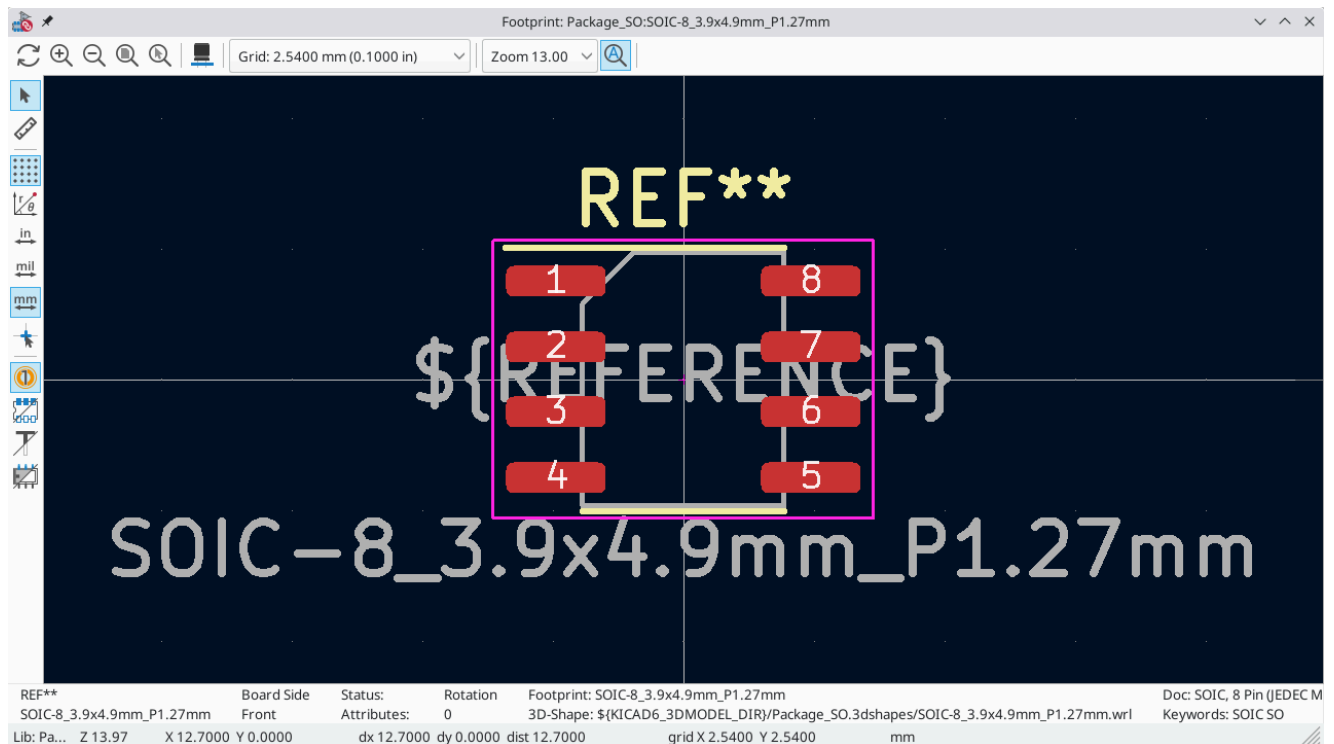 Footprint: Package_SO:SOIC-8_3.9x4.9mm_P1.27mm
Grid: 2.5400 mm (0.1000 in) Zoom 13.00
in
mil
mm
REF**
1 8
2 7
${REFERENCE}
3 6
4 5
SOIC-8_3.9x4.9mm_P1.27mm
REF** Board Side Status: Rotation Footprint: SOIC-8_3.9x4.9mm_P1.27mm Doc: SOIC, 8 Pin (JEDEC M
SOIC-8_3.9x4.9mm_P1.27mm Front Attributes: 0 3D-Shape: ${KICAD6_3DMODEL_DIR}/Package_SO.3dshapes/SOIC-8_3.9x4.9mm_P1.27mm.wrl Keywords: SOIC SO
Lib: Pa... Z 13.97 X 12.7000 Y 0.0000 dx 12.7000 dy 0.0000 dist 12.7000 grid X 2.5400 Y 2.5400 mm